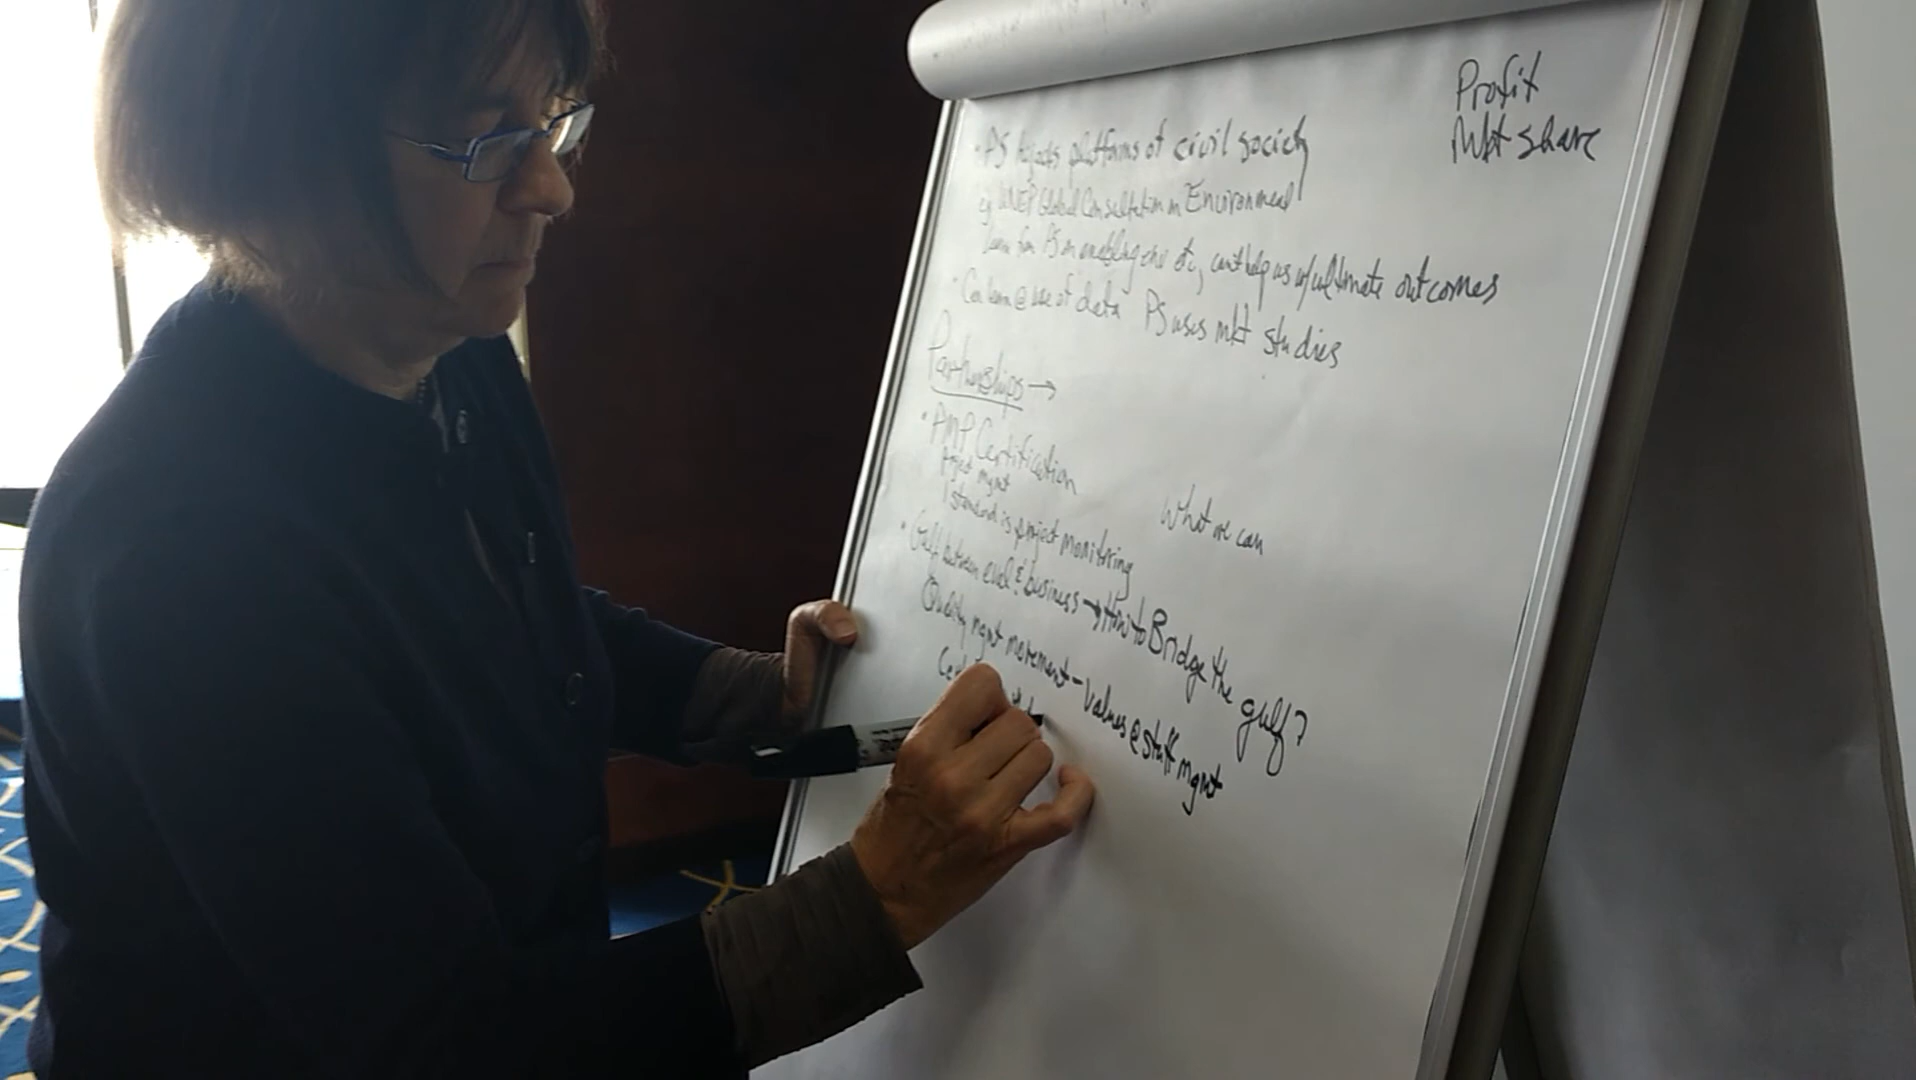 Profit
Mkt share
• PS rejects platforms of civil society
eg UNEP Global Consultation on Environment
learn from PS on enabling env etc, can't help us w/ultimate outcomes
• Can learn @ use of data PS uses mkt studies
Partnerships →
• PMP Certification
Project mgmt
1 standard is project monitoring
What we can
• Gulf between eval & business → How to Bridge the gulf?
Quality mgmt movement - values @ staff mgmt